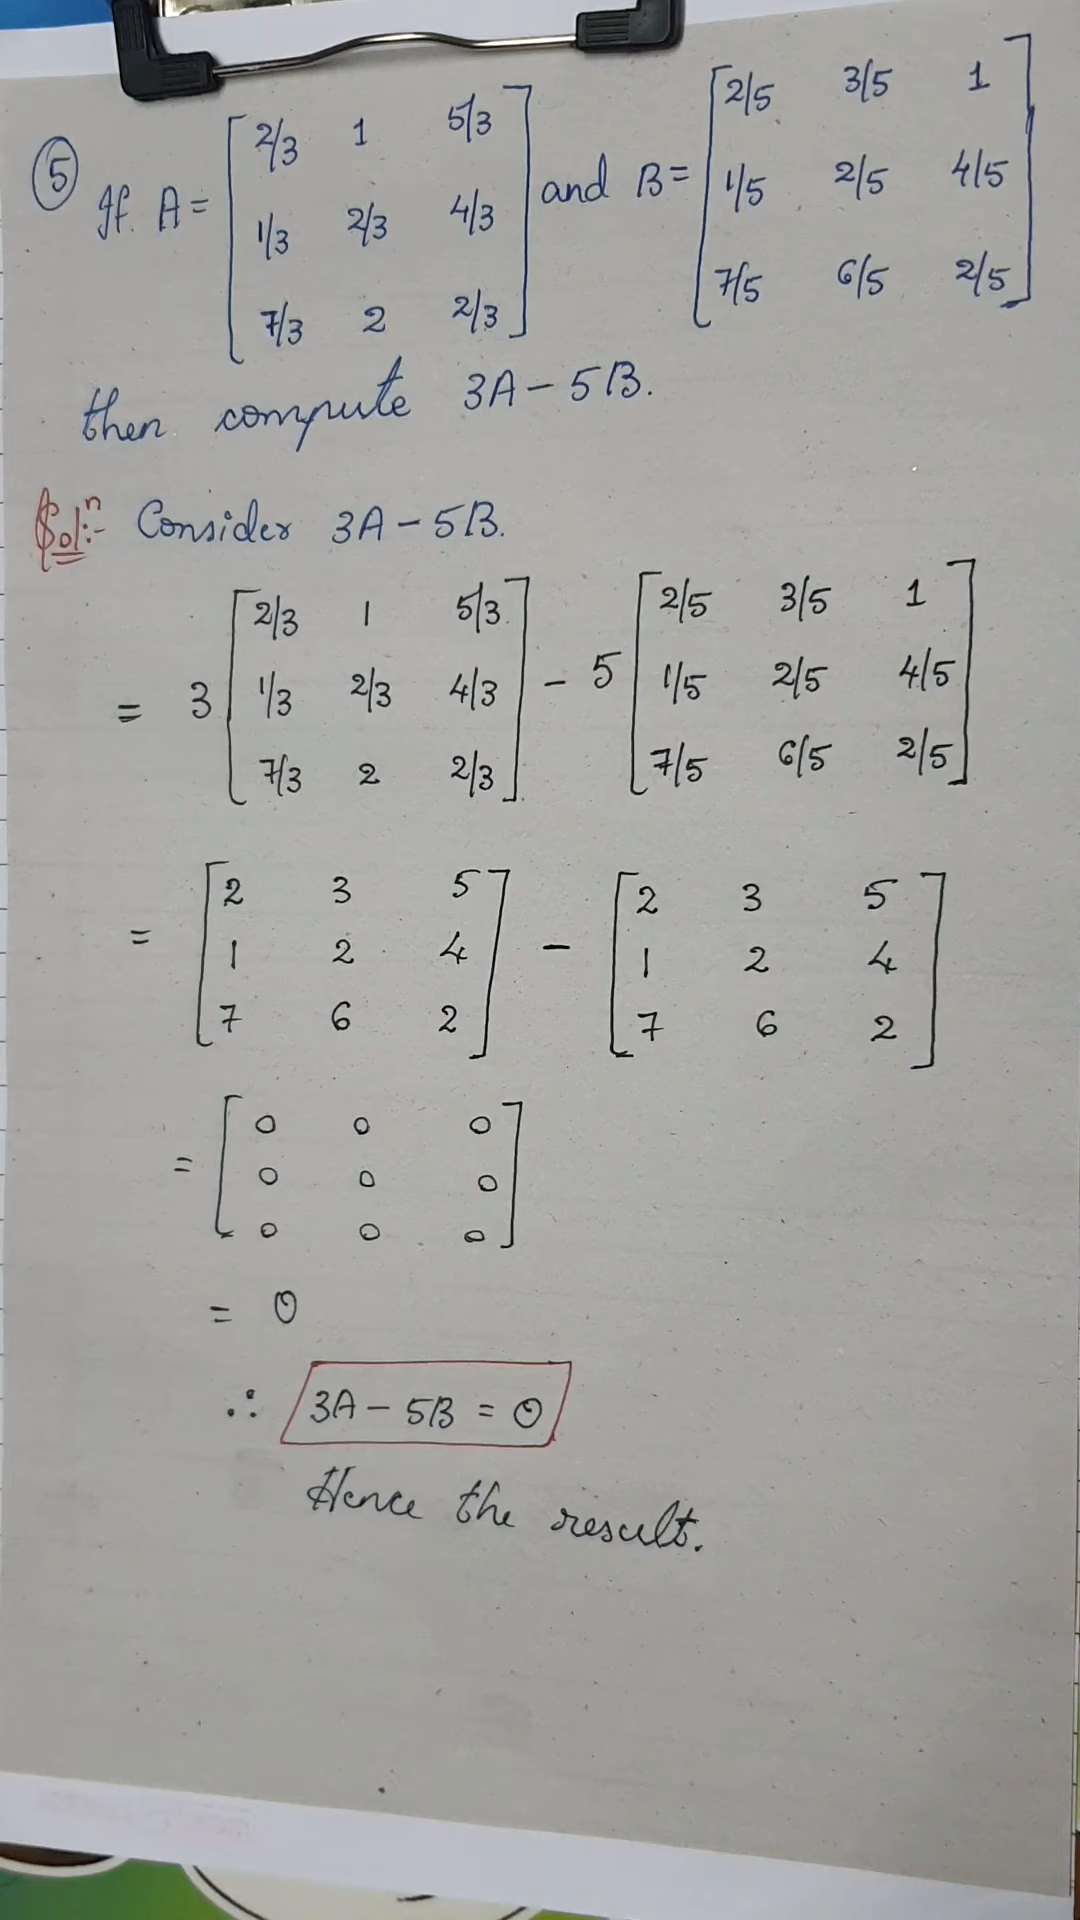 ⑤ If A = [2/3 1 5/3; 1/3 2/3 4/3; 7/3 2 2/3] and B = [2/5 3/5 1; 1/5 2/5 4/5; 7/5 6/5 2/5]
then compute 3A - 5B.
Solⁿ:- Consider 3A - 5B.
= 3 [2/3 1 5/3; 1/3 2/3 4/3; 7/3 2 2/3] - 5 [2/5 3/5 1; 1/5 2/5 4/5; 7/5 6/5 2/5]
= [2 3 5; 1 2 4; 7 6 2] - [2 3 5; 1 2 4; 7 6 2]
= [0 0 0; 0 0 0; 0 0 0]
= 0
∴ 3A - 5B = 0
Hence the result.